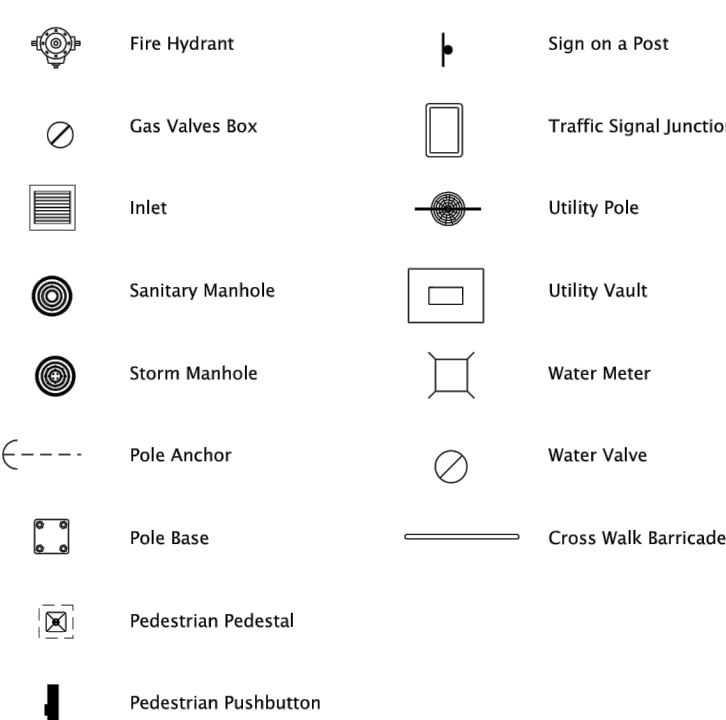 Fire Hydrant
Gas Valves Box
Inlet
Sanitary Manhole
Storm Manhole
Pole Anchor
Pole Base
Pedestrian Pedestal
Pedestrian Pushbutton
Sign on a Post
Traffic Signal
Utility Pole
Utility Vault
Water Meter
Water Valve
Cross Walk Barricade